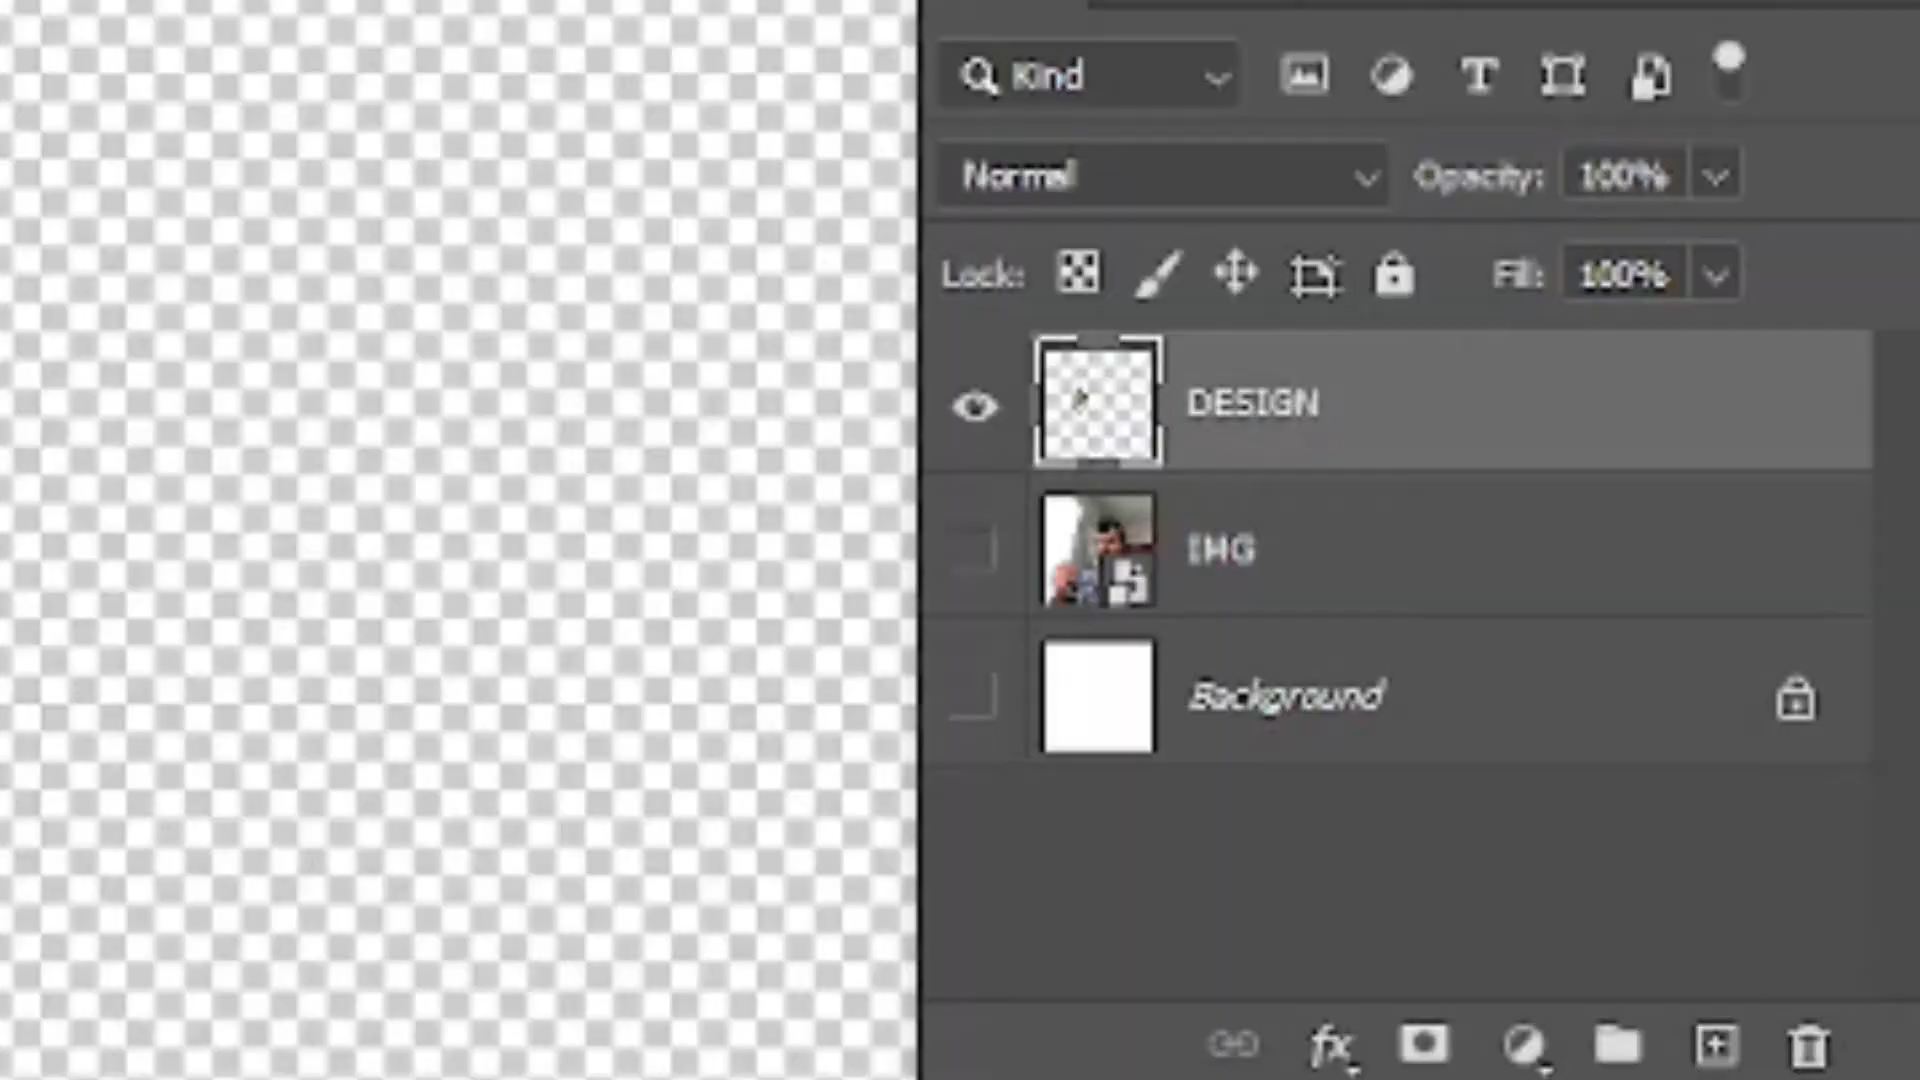 Kind
Normal Opacity: 100%
Lock: Fill: 100%
DESIGN
IMG
Background
fx